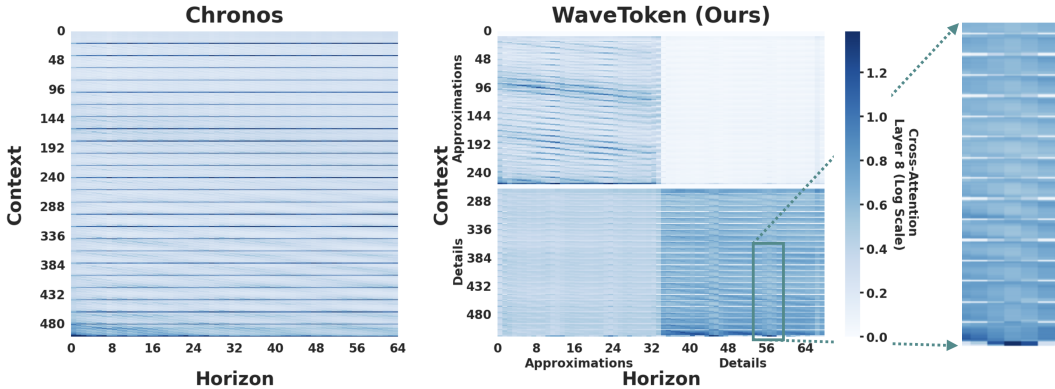 Chronos
WaveToken (Ours)
0
48
96
144
192
240
288
336
384
432
480
Context
0 8 16 24 32 40 48 56 64
Horizon
0
48
96
144
192
240
288
336
384
432
480
Context
Approximations
Details
0 8 16 24 32 40 48 56 64
Approximations Details
Horizon
1.2
1.0
0.8
0.6
0.4
0.2
0.0
Cross-Attention
Layer 8 (Log Scale)